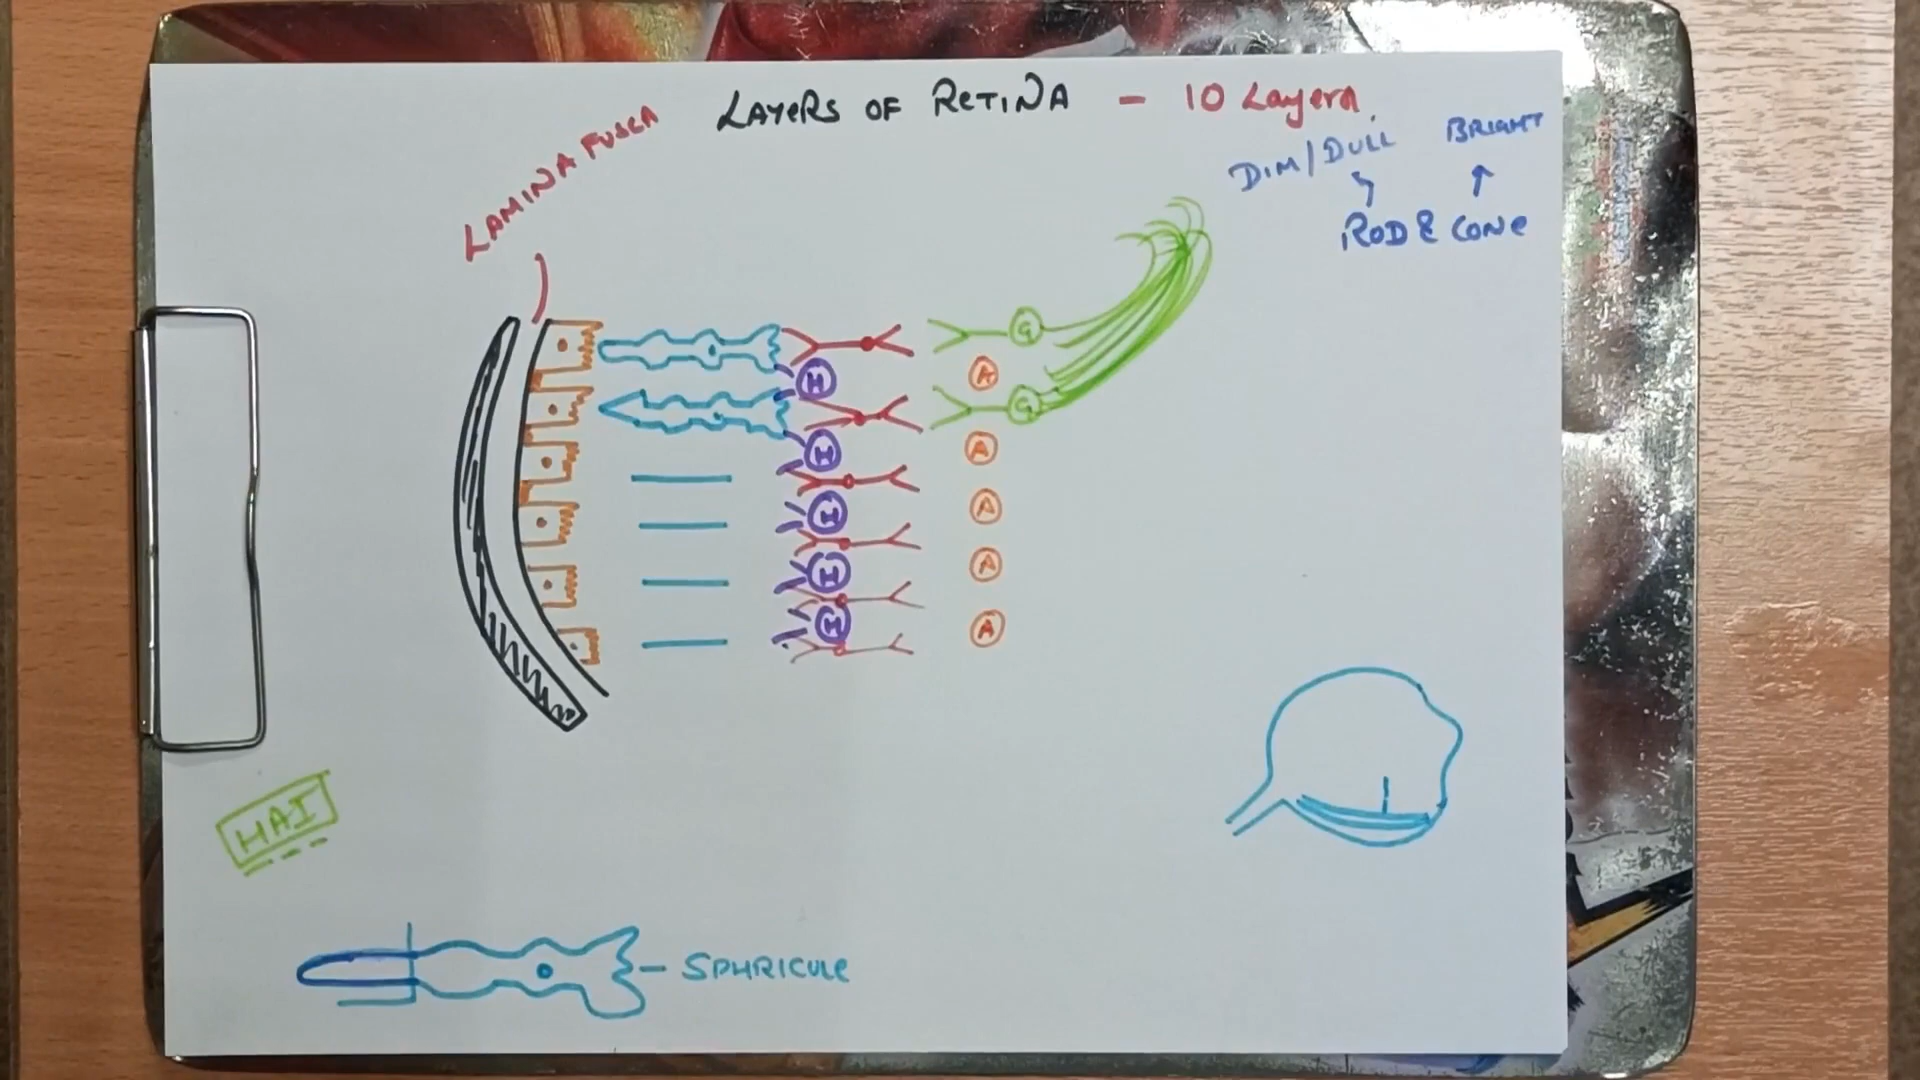 LAYERS OF RETINA - 10 Layers
LAMINA FUSCA
DIM/DULL BRIGHT
ROD & CONE
G
A
H
G
A
H
A
H
A
H
A
H
HAI
SPHRICULE